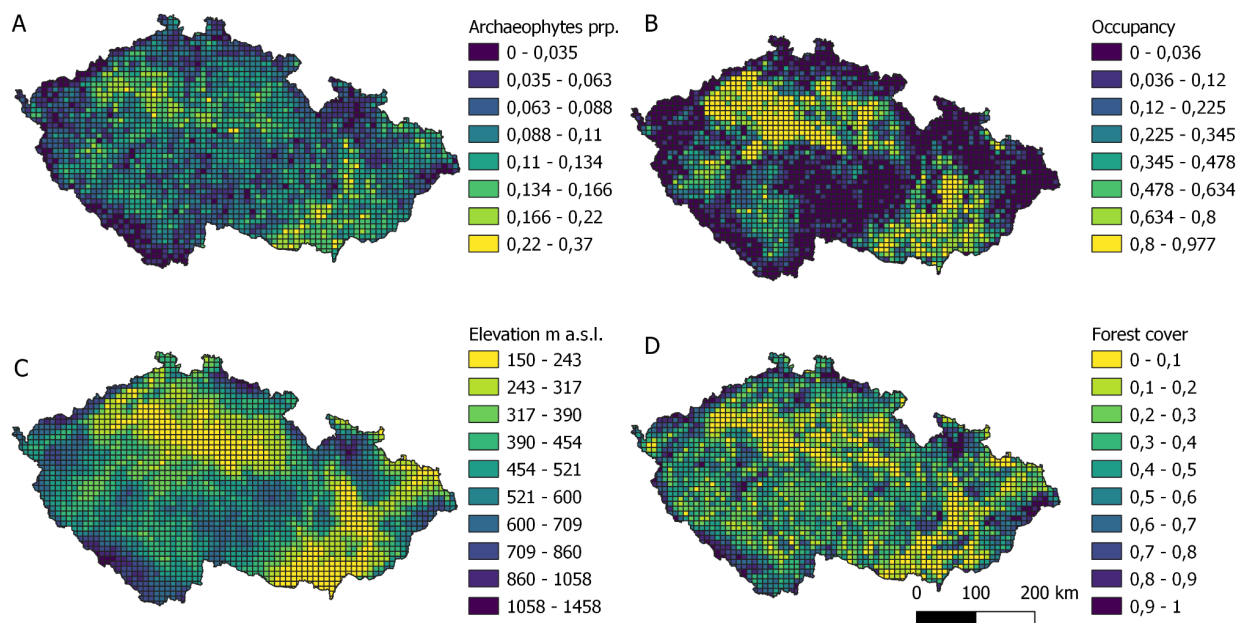 A
Archaeophytes prp.
0 - 0,035
0,035 - 0,063
0,063 - 0,088
0,088 - 0,11
0,11 - 0,134
0,134 - 0,166
0,166 - 0,22
0,22 - 0,37
B
Occupancy
0 - 0,036
0,036 - 0,12
0,12 - 0,225
0,225 - 0,345
0,345 - 0,478
0,478 - 0,634
0,634 - 0,8
0,8 - 0,977
C
Elevation m a.s.l.
150 - 243
243 - 317
317 - 390
390 - 454
454 - 521
521 - 600
600 - 709
709 - 860
860 - 1058
1058 - 1458
D
Forest cover
0 - 0,1
0,1 - 0,2
0,2 - 0,3
0,3 - 0,4
0,4 - 0,5
0,5 - 0,6
0,6 - 0,7
0,7 - 0,8
0,8 - 0,9
0,9 - 1
0 100 200 km